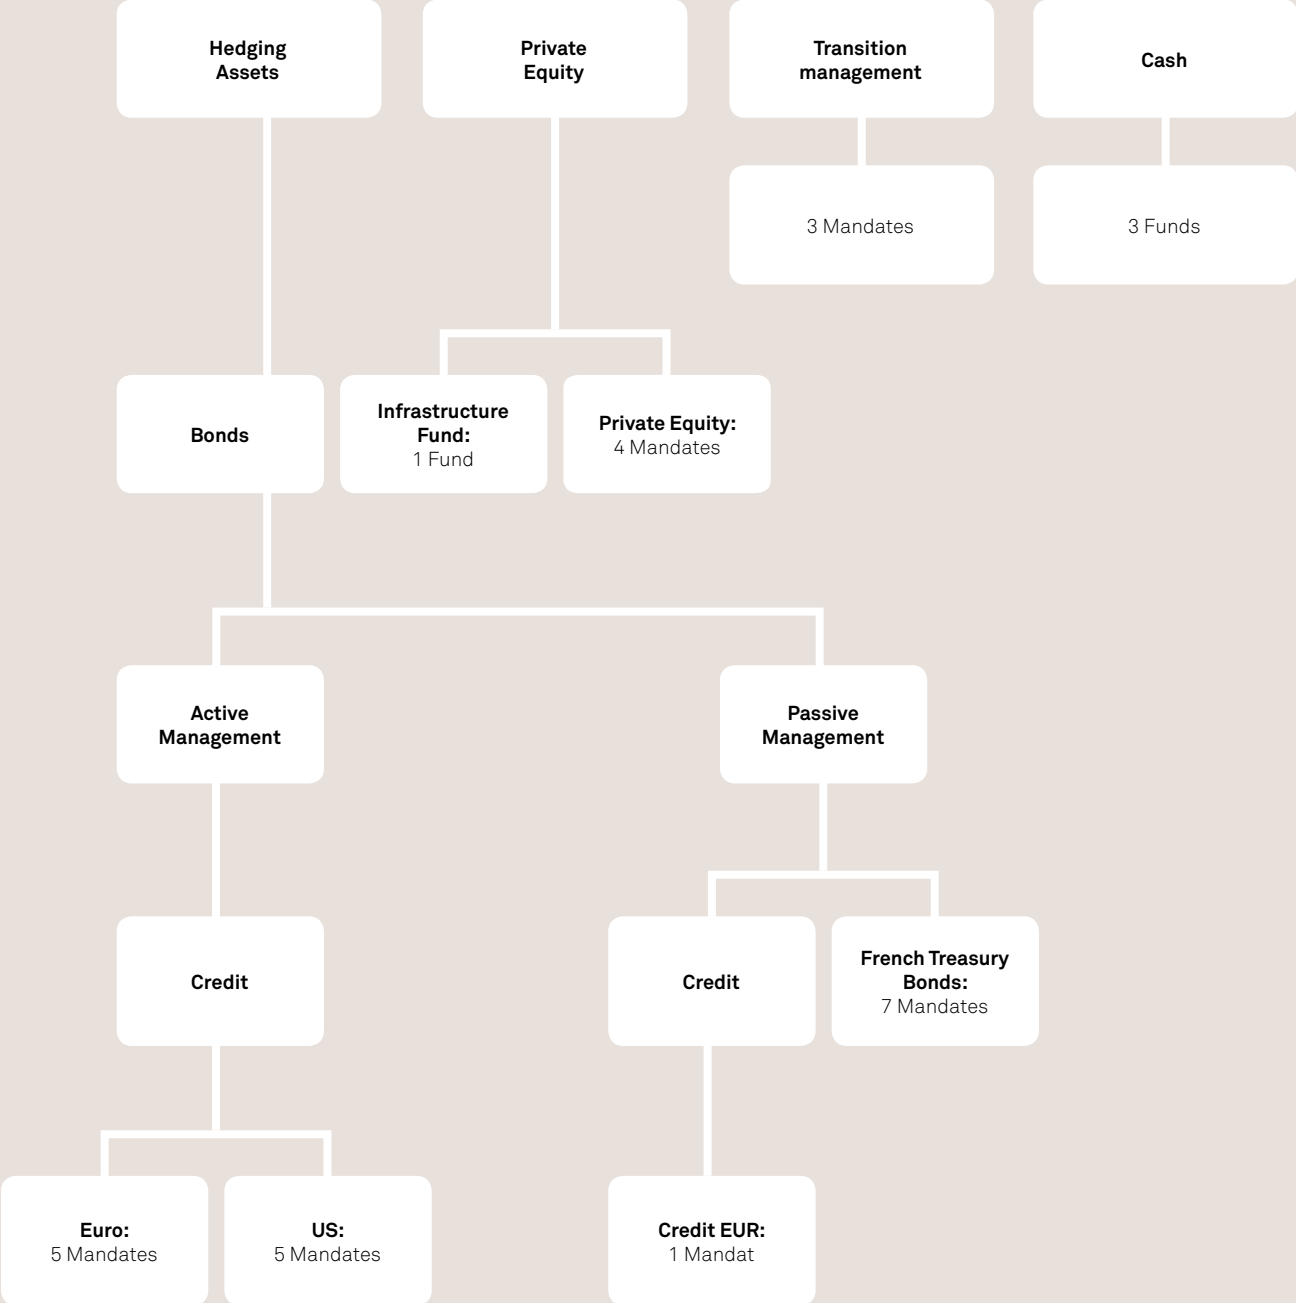 Hedging
Assets
Private
Equity
Transition
management
Cash
3 Mandates
3 Funds
Bonds
Infrastructure
Fund:
1 Fund
Private Equity:
4 Mandates
Active
Management
Passive
Management
Credit
Credit
French Treasury
Bonds:
7 Mandates
Euro:
5 Mandates
US:
5 Mandates
Credit EUR:
1 Mandat